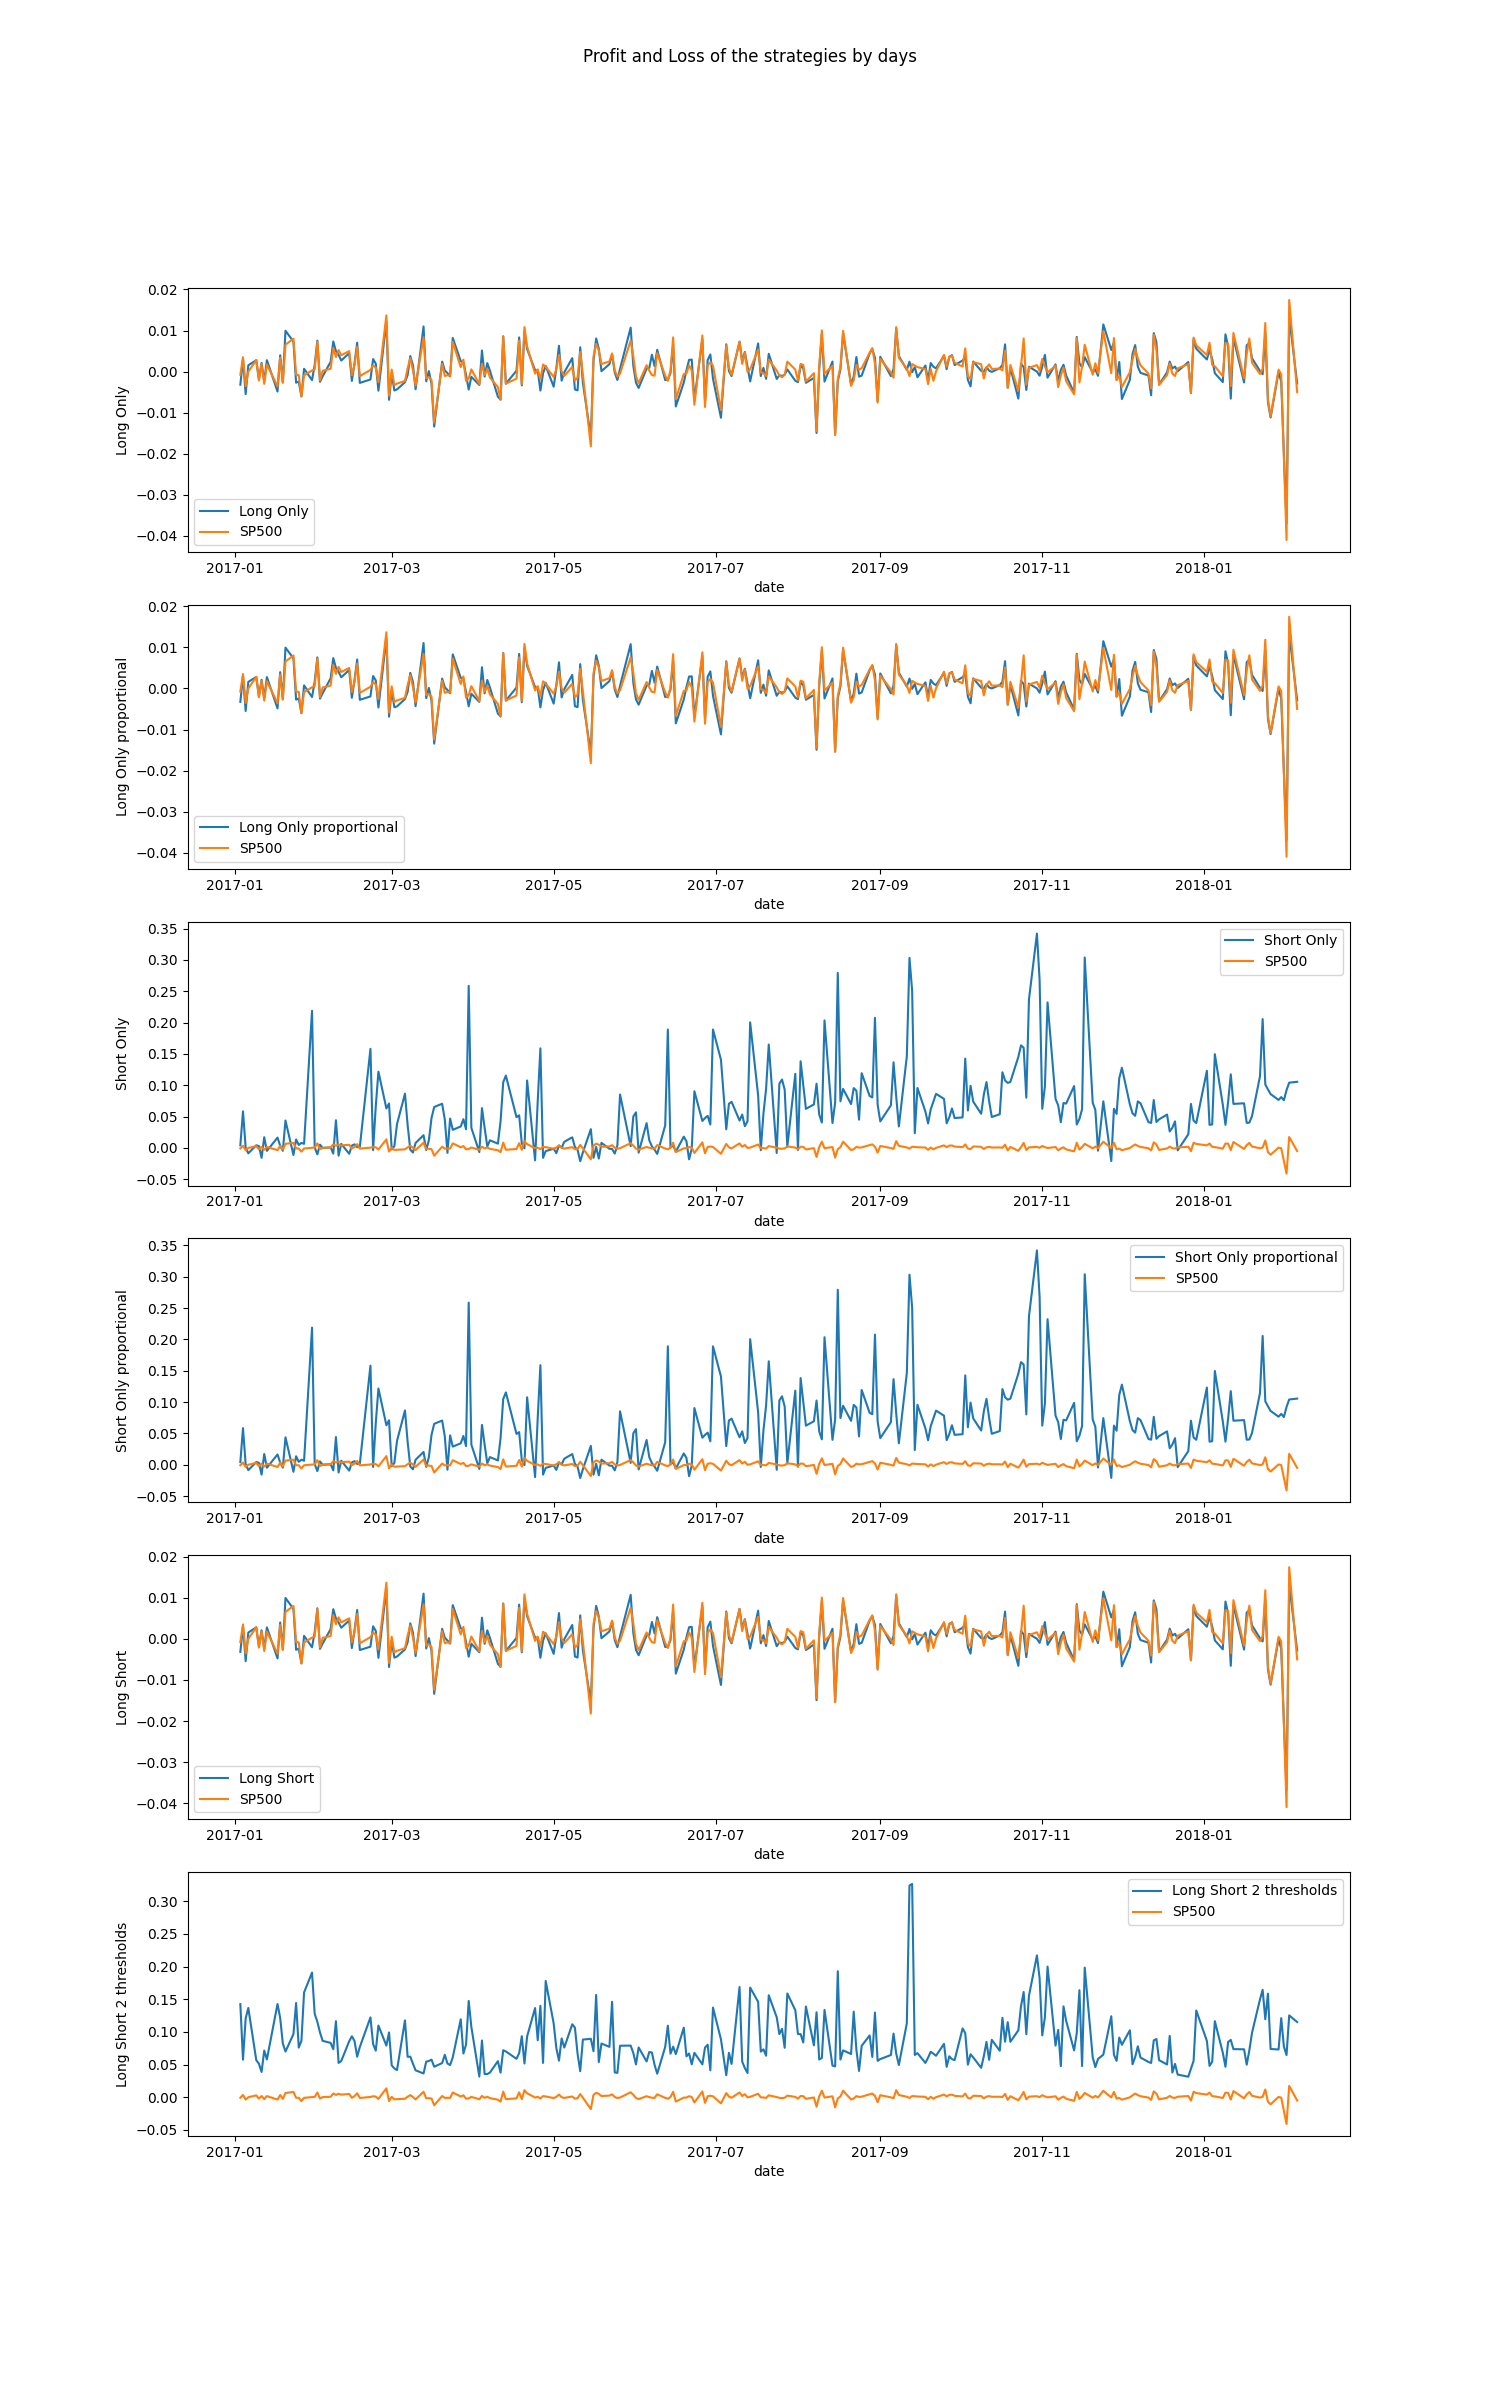 Profit and Loss of the strategies by days
0.02
0.01
0.00
−0.01
−0.02
−0.03
−0.04
Long Only
Long Only
SP500
2017-01 2017-03 2017-05 2017-07 2017-09 2017-11 2018-01
date
0.02
0.01
0.00
−0.01
−0.02
−0.03
−0.04
Long Only proportional
Long Only proportional
SP500
2017-01 2017-03 2017-05 2017-07 2017-09 2017-11 2018-01
date
0.35
0.30
0.25
0.20
0.15
0.10
0.05
0.00
−0.05
Short Only
Short Only
SP500
2017-01 2017-03 2017-05 2017-07 2017-09 2017-11 2018-01
date
0.35
0.30
0.25
0.20
0.15
0.10
0.05
0.00
−0.05
Short Only proportional
Short Only proportional
SP500
2017-01 2017-03 2017-05 2017-07 2017-09 2017-11 2018-01
date
0.02
0.01
0.00
−0.01
−0.02
−0.03
−0.04
Long Short
Long Short
SP500
2017-01 2017-03 2017-05 2017-07 2017-09 2017-11 2018-01
date
0.30
0.25
0.20
0.15
0.10
0.05
0.00
−0.05
Long Short 2 thresholds
Long Short 2 thresholds
SP500
2017-01 2017-03 2017-05 2017-07 2017-09 2017-11 2018-01
date